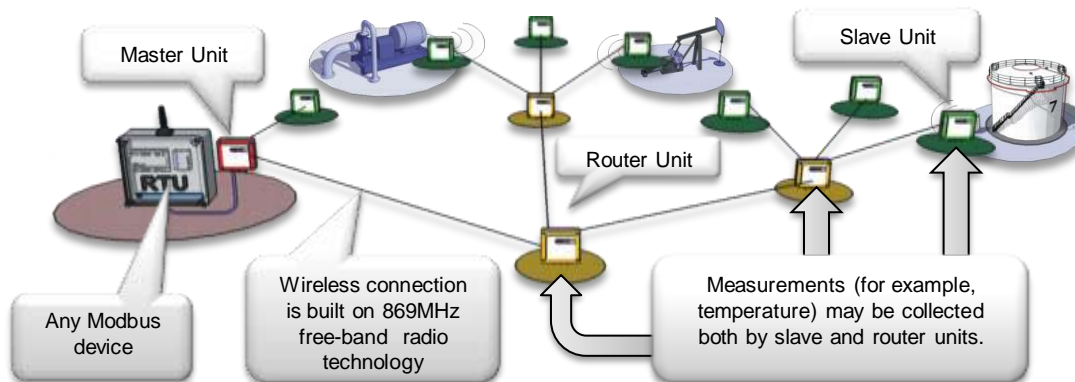 Master Unit
Slave Unit
Router Unit
RTU
7
Any Modbus
device
Wireless connection
is built on 869MHz
free-band radio
technology
Measurements (for example,
temperature) may be collected
both by slave and router units.